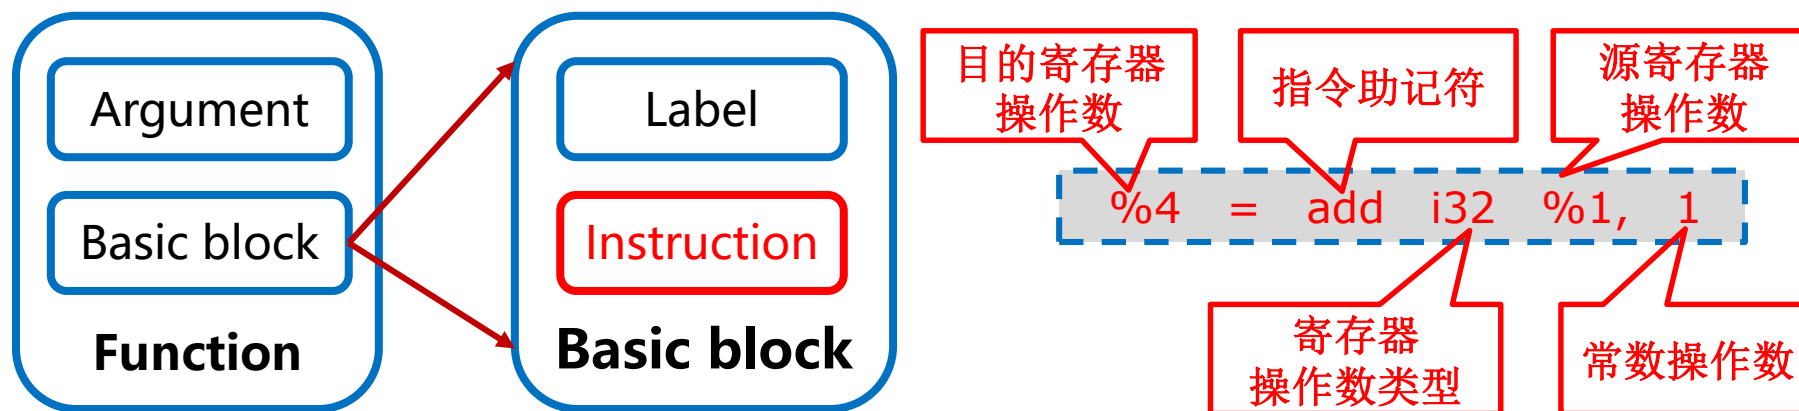 Argument
Basic block
Function
Label
Instruction
Basic block
目的寄存器
操作数
指令助记符
源寄存器
操作数
%4 = add i32 %1, 1
寄存器
操作数类型
常数操作数